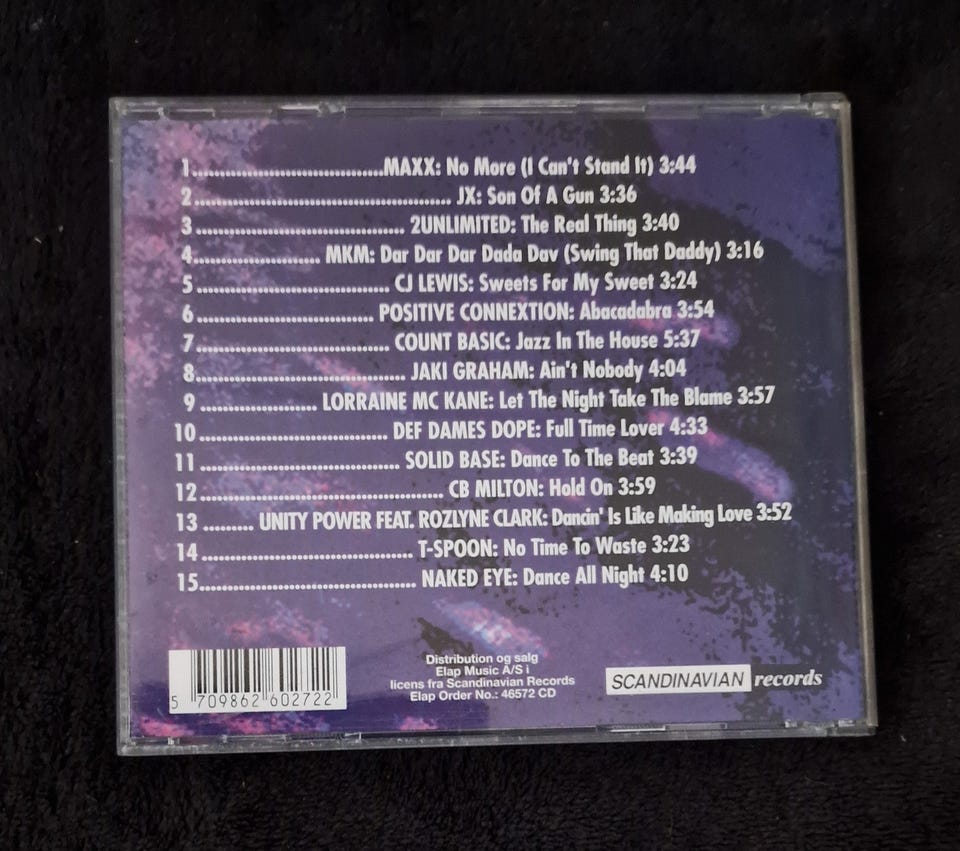 1......................................MAXX: No More (I Can't Stand It) 3:44
2................................................... JX: Son Of A Gun 3:36
3......................................... 2UNLIMITED: The Real Thing 3:40
4......................... MKM: Dar Dar Dar Dada Dav (Swing That Daddy) 3:16
5...................................... CJ LEWIS: Sweets For My Sweet 3:24
6................................... POSITIVE CONNEXTION: Abacadabra 3:54
7...................................... COUNT BASIC: Jazz In The House 5:37
8......................................... JAKI GRAHAM: Ain't Nobody 4:04
9....................... LORRAINE MC KANE: Let The Night Take The Blame 3:57
10..................................... DEF DAMES DOPE: Full Time Lover 4:33
11....................................... SOLID BASE: Dance To The Beat 3:39
12................................................ CB MILTON: Hold On 3:59
13.......... UNITY POWER FEAT. ROZLYNE CLARK: Dancin' Is Like Making Love 3:52
14.......................................... T-SPOON: No Time To Waste 3:23
15........................................... NAKED EYE: Dance All Night 4:10
5 709862 602722
Distribution og salg
Elap Music A/S i
licens fra Scandinavian Records
Elap Order No.: 46572 CD
SCANDINAVIAN records